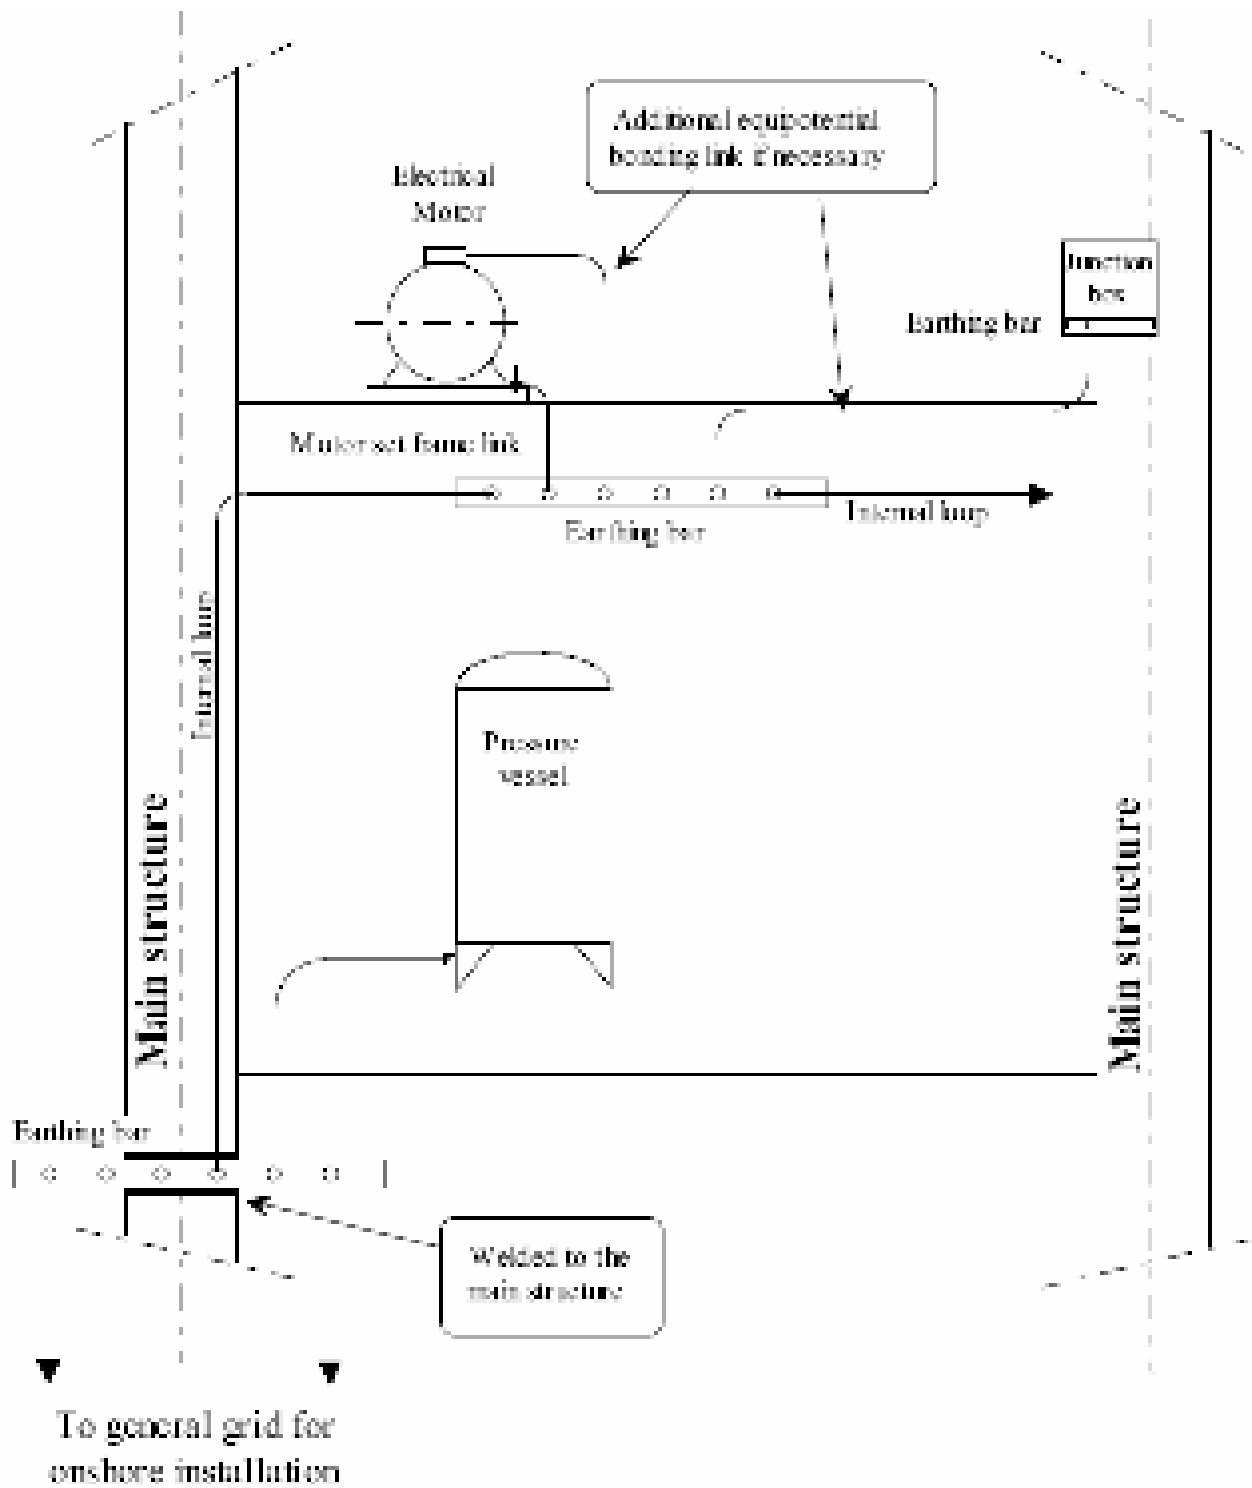 Additional equipotential
bonding link if necessary
Electrical
Motor
Junction
box
Earthing bar
Motor set frame link
Internal loop
Earthing bar
Internal loop
Pressure
vessel
Main structure
Main structure
Earthing bar
Welded to the
main structure
To general grid for
onshore installation